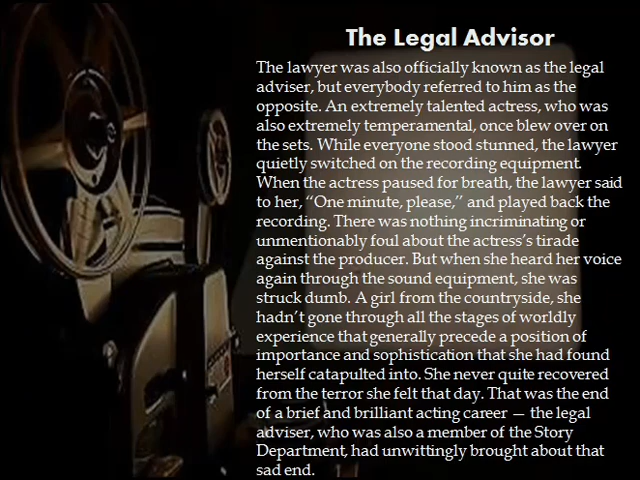 The Legal Advisor
The lawyer was also officially known as the legal
adviser, but everybody referred to him as the
opposite. An extremely talented actress, who was
also extremely temperamental, once blew over on
the sets. While everyone stood stunned, the lawyer
quietly switched on the recording equipment.
When the actress paused for breath, the lawyer said
to her, “One minute, please,” and played back the
recording. There was nothing incriminating or
unmentionably foul about the actress’s tirade
against the producer. But when she heard her voice
again through the sound equipment, she was
struck dumb. A girl from the countryside, she
hadn’t gone through all the stages of worldly
experience that generally precede a position of
importance and sophistication that she had found
herself catapulted into. She never quite recovered
from the terror she felt that day. That was the end
of a brief and brilliant acting career — the legal
adviser, who was also a member of the Story
Department, had unwittingly brought about that
sad end.